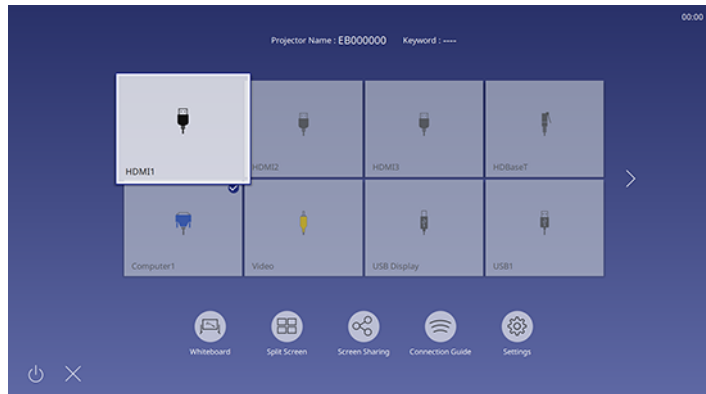 00:00
Projector Name : EB000000 Keyword : ----
HDMI1
HDMI2
HDMI3
HDBaseT
Computer1
Video
USB Display
USB1
Whiteboard
Split Screen
Screen Sharing
Connection Guide
Settings